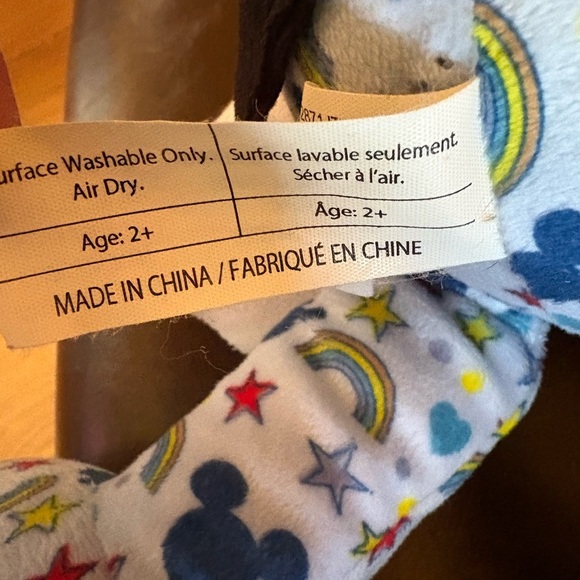 Washable Only.
Air Dry.
Surface lavable seulement.
Sécher à l'air.
Age: 2+
Âge: 2+
MADE IN CHINA / FABRIQUÉ EN CHINE